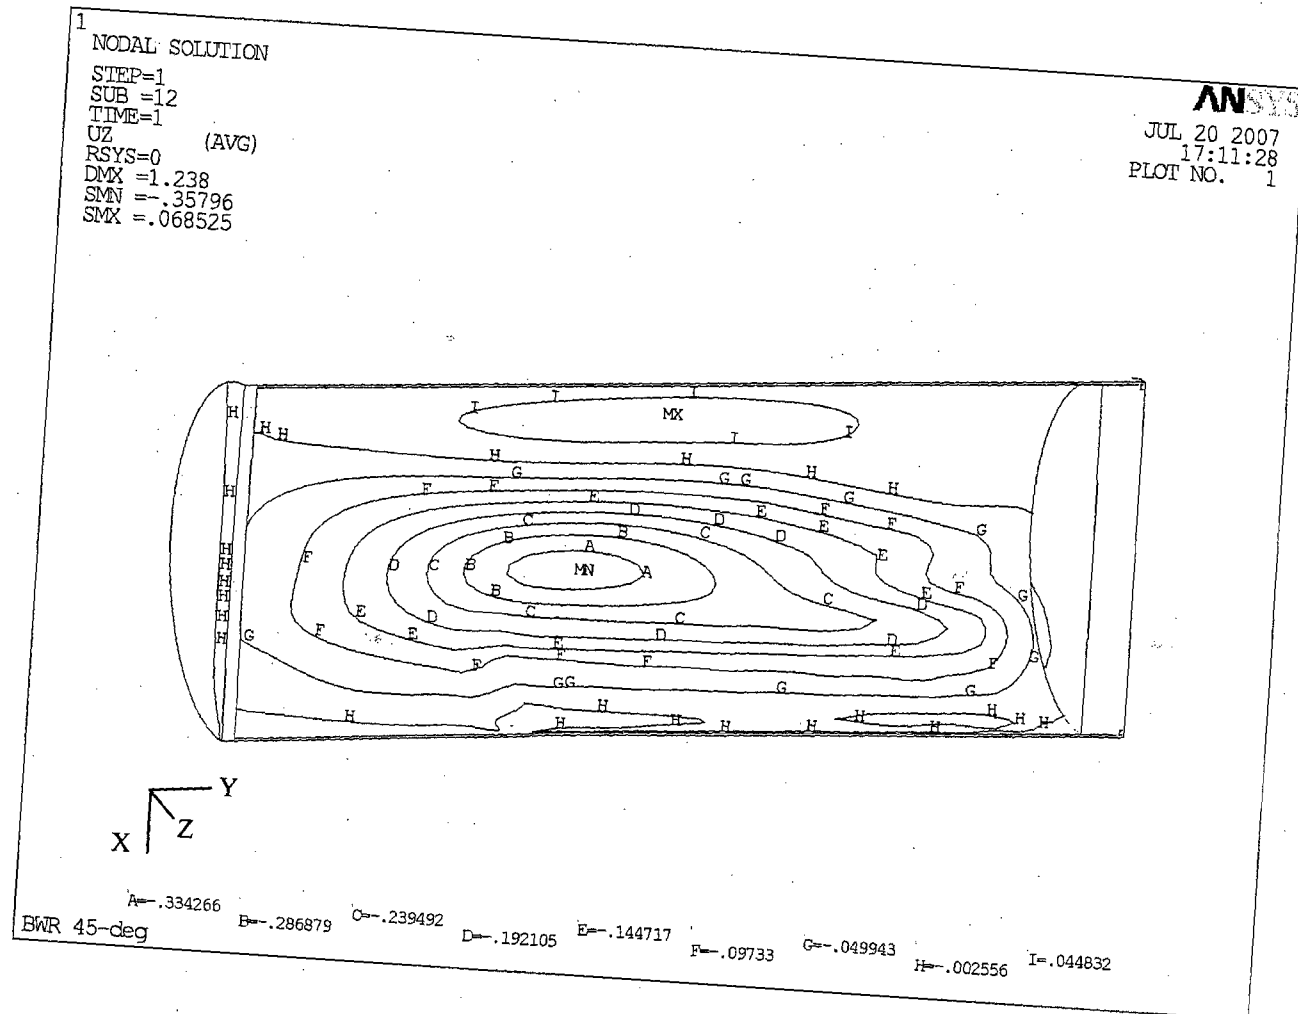 1
NODAL SOLUTION
STEP=1
SUB =12
TIME=1
UZ (AVG)
RSYS=0
DMX =1.238
SMN =-.35796
SMX =.068525
ANSYS
JUL 20 2007
17:11:28
PLOT NO. 1
I I I
H MX
H H I I
H H H
G H
H F F G G G
E F F
C D D E E G
B B C D
H A E
H F D C B MN A
H B E F G
H C D
H E D C C
H G F E E D D
F F F E G
F
GG G G
H H H H H H
H H H H H
Y
X Z
A=-.334266
B=-.286879
C=-.239492
D=-.192105
E=-.144717
F=-.09733
G=-.049943
H=-.002556
I=.044832
BWR 45-deg